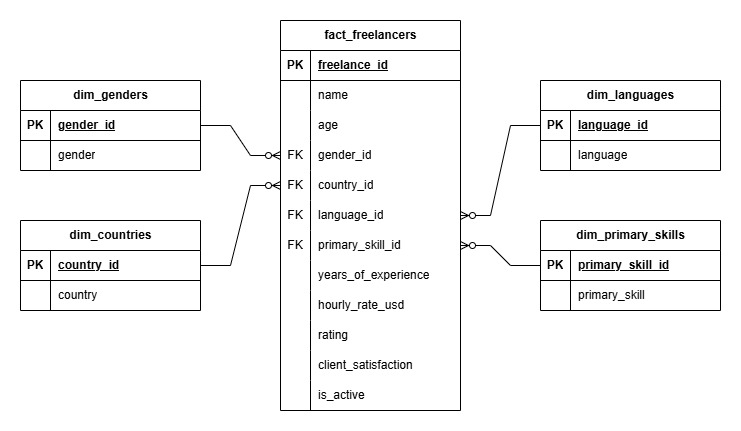 fact_freelancers
PK freelance_id
name
age
FK gender_id
FK country_id
FK language_id
FK primary_skill_id
years_of_experience
hourly_rate_usd
rating
client_satisfaction
is_active
dim_genders
PK gender_id
gender
dim_countries
PK country_id
country
dim_languages
PK language_id
language
dim_primary_skills
PK primary_skill_id
primary_skill